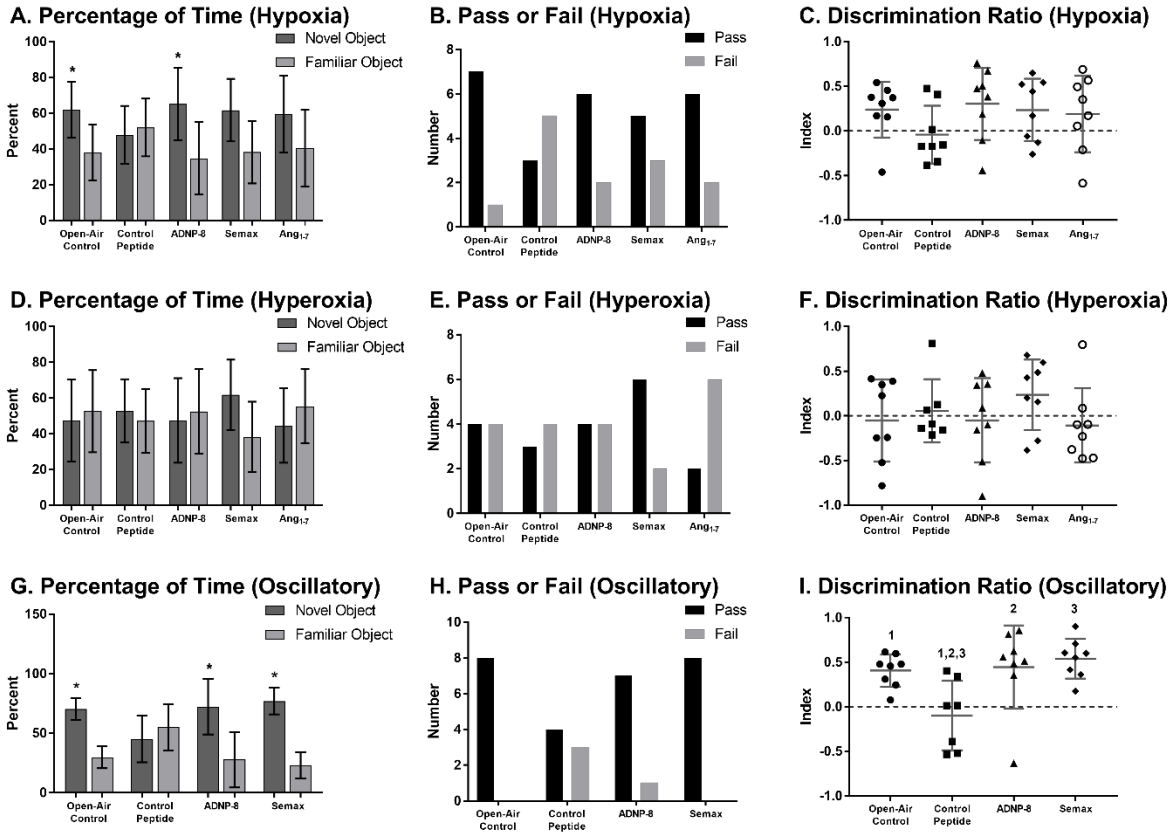 A. Percentage of Time (Hypoxia)
Novel Object
Familiar Object
Percent
100
80
60
40
20
0
*
*
Open-Air Control
Control Peptide
ADNP-8
Semax
Ang1-7
B. Pass or Fail (Hypoxia)
Pass
Fail
Number
8
6
4
2
0
Open-Air Control
Control Peptide
ADNP-8
Semax
Ang1-7
C. Discrimination Ratio (Hypoxia)
Index
1.0
0.5
0.0
0.5
1.0
Open-Air Control
Control Peptide
ADNP-8
Semax
Ang1-7
D. Percentage of Time (Hyperoxia)
Novel Object
Familiar Object
Percent
100
80
60
40
20
0
Open-Air Control
Control Peptide
ADNP-8
Semax
Ang1-7
E. Pass or Fail (Hyperoxia)
Pass
Fail
Number
8
6
4
2
0
Open-Air Control
Control Peptide
ADNP-8
Semax
Ang1-7
F. Discrimination Ratio (Hyperoxia)
Index
1.0
0.5
0.0
0.5
1.0
Open-Air Control
Control Peptide
ADNP-8
Semax
Ang1-7
G. Percentage of Time (Oscillatory)
Novel Object
Familiar Object
Percent
150
100
50
0
*
*
*
Open-Air Control
Control Peptide
ADNP-8
Semax
H. Pass or Fail (Oscillatory)
Pass
Fail
Number
10
8
6
4
2
0
Open-Air Control
Control Peptide
ADNP-8
Semax
I. Discrimination Ratio (Oscillatory)
Index
1.0
0.5
0.0
0.5
1.0
1
1,2,3
2
3
Open-Air Control
Control Peptide
ADNP-8
Semax